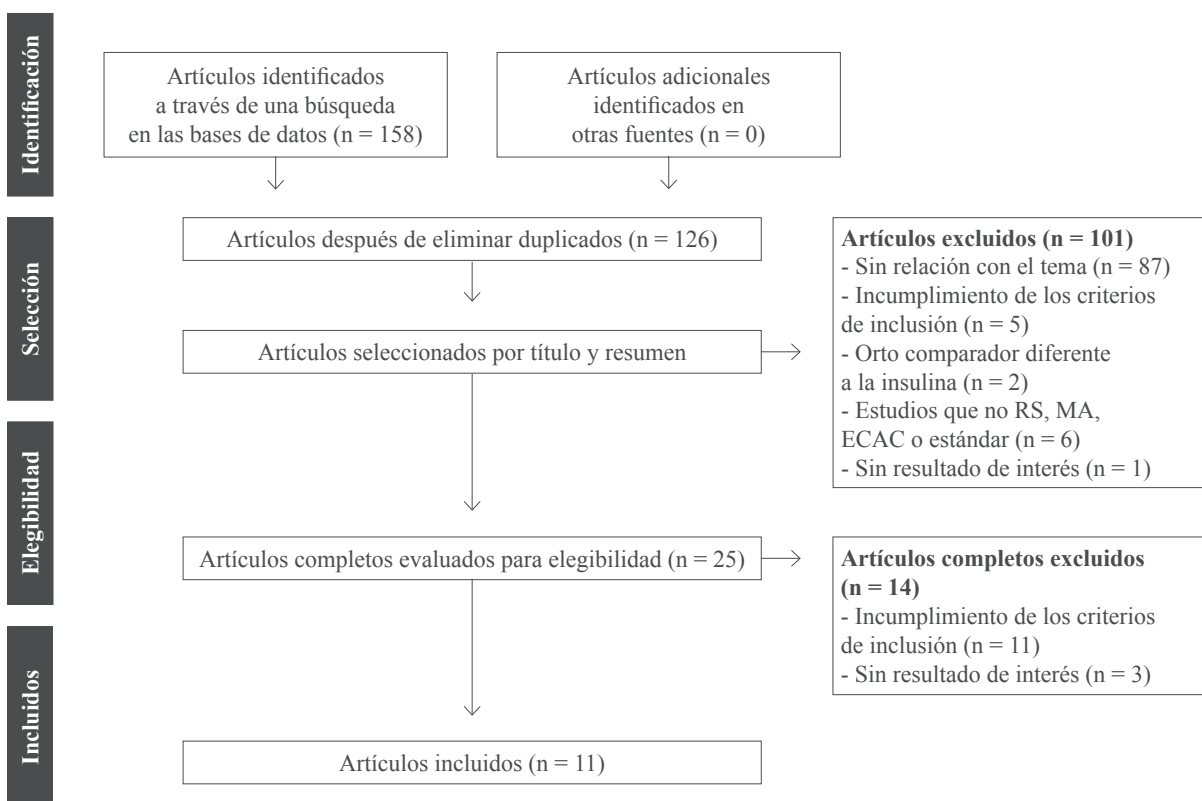 Identificación
Artículos identificados
a través de una búsqueda
en las bases de datos (n = 158)
Artículos adicionales
identificados en
otras fuentes (n = 0)
Selección
Artículos después de eliminar duplicados (n = 126)
Artículos seleccionados por título y resumen
Artículos excluidos (n = 101)
- Sin relación con el tema (n = 87)
- Incumplimiento de los criterios
de inclusión (n = 5)
- Orto comparador diferente
a la insulina (n = 2)
- Estudios que no RS, MA,
ECAC o estándar (n = 6)
- Sin resultado de interés (n = 1)
Elegibilidad
Artículos completos evaluados para elegibilidad (n = 25)
Artículos completos excluidos
(n = 14)
- Incumplimiento de los criterios
de inclusión (n = 11)
- Sin resultado de interés (n = 3)
Incluidos
Artículos incluidos (n = 11)